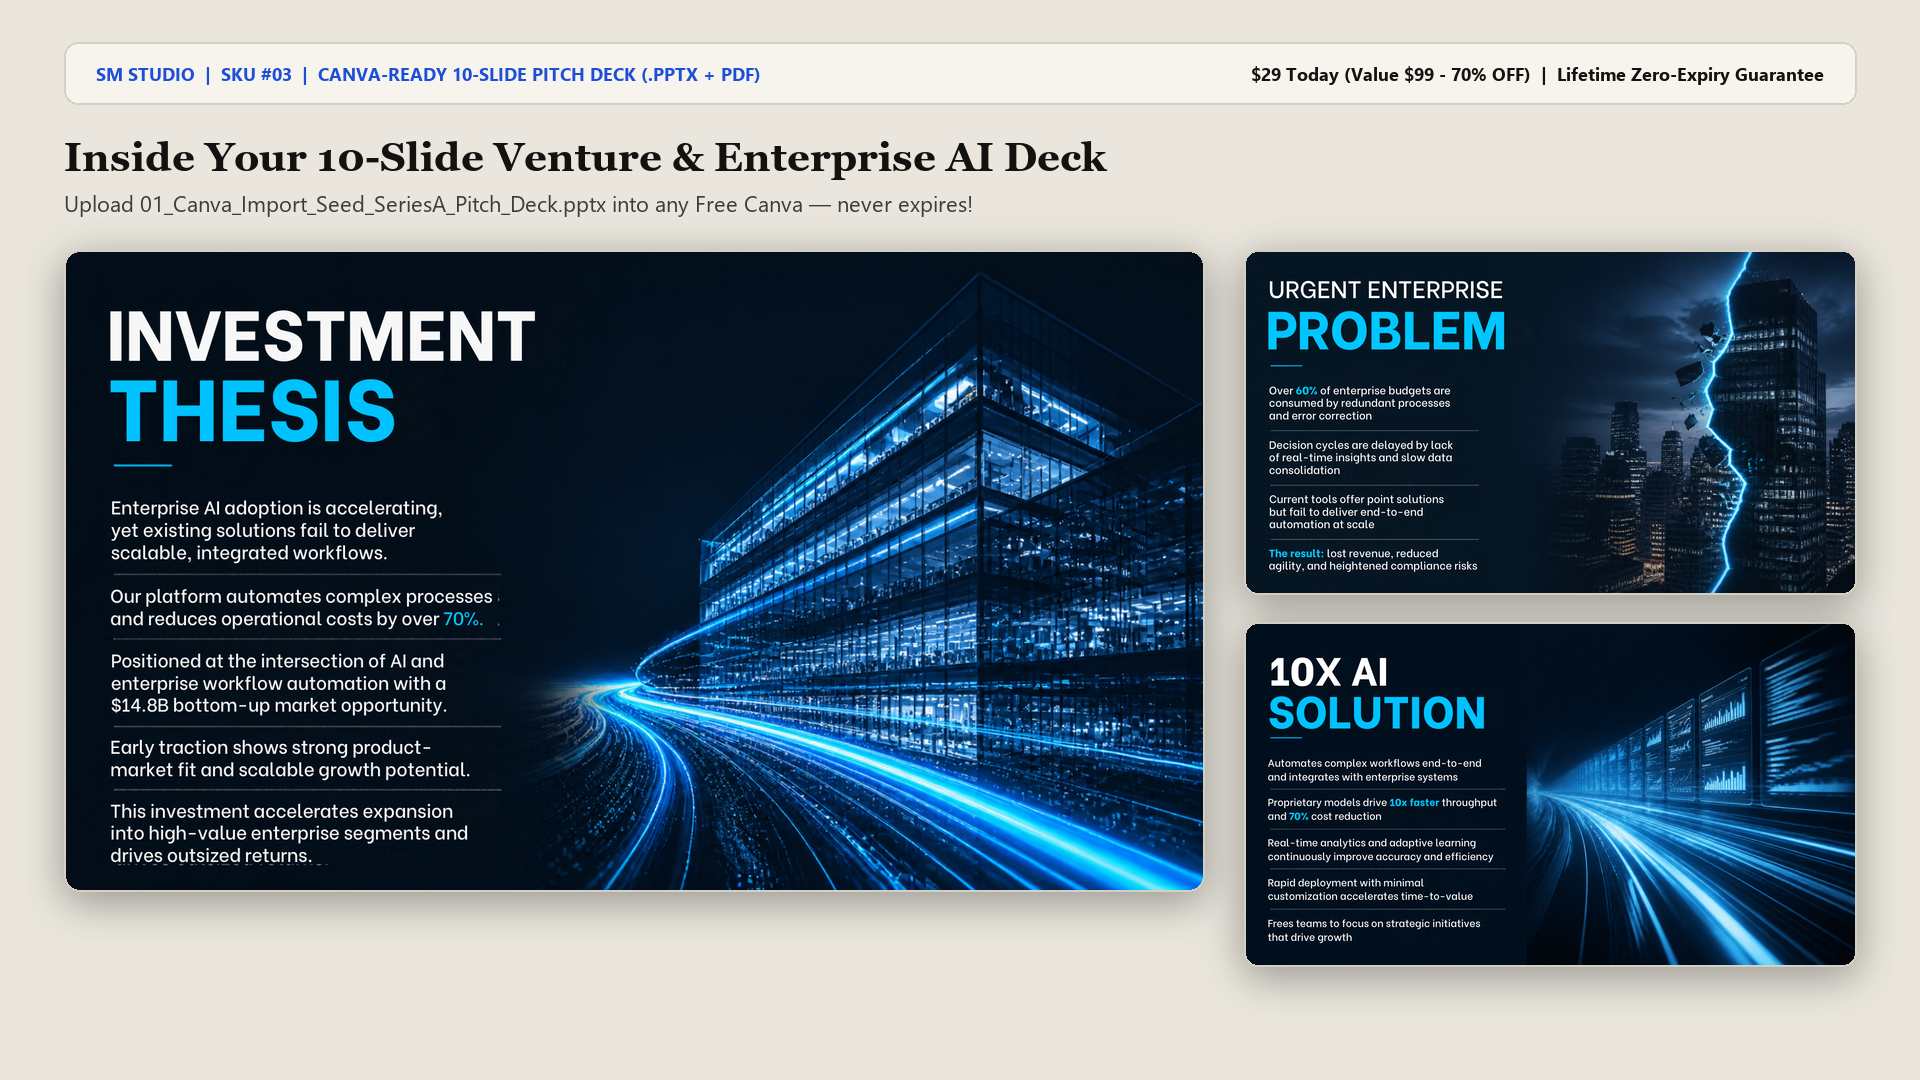 SM STUDIO | SKU #03 | CANVA-READY 10-SLIDE PITCH DECK (.PPTX + PDF)
$29 Today (Value $99 - 70% OFF) | Lifetime Zero-Expiry Guarantee
Inside Your 10-Slide Venture & Enterprise AI Deck
Upload 01_Canva_Import_Seed_SeriesA_Pitch_Deck.pptx into any Free Canva — never expires!
INVESTMENT
THESIS
Enterprise AI adoption is accelerating,
yet existing solutions fail to deliver
scalable, integrated workflows.
Our platform automates complex processes
and reduces operational costs by over 70%.
Positioned at the intersection of AI and
enterprise workflow automation with a
$14.8B bottom-up market opportunity.
Early traction shows strong product-
market fit and scalable growth potential.
This investment accelerates expansion
into high-value enterprise segments and
drives outsized returns.
URGENT ENTERPRISE
PROBLEM
Over 60% of enterprise budgets are
consumed by redundant processes
and error correction
Decision cycles are delayed by lack
of real-time insights and slow data
consolidation
Current tools offer point solutions
but fail to deliver end-to-end
automation at scale
The result: lost revenue, reduced
agility, and heightened compliance risks
10X AI
SOLUTION
Automates complex workflows end-to-end
and integrates with enterprise systems
Proprietary models drive 10x faster throughput
and 70% cost reduction
Real-time analytics and adaptive learning
continuously improve accuracy and efficiency
Rapid deployment with minimal
customization accelerates time-to-value
Frees teams to focus on strategic initiatives
that drive growth